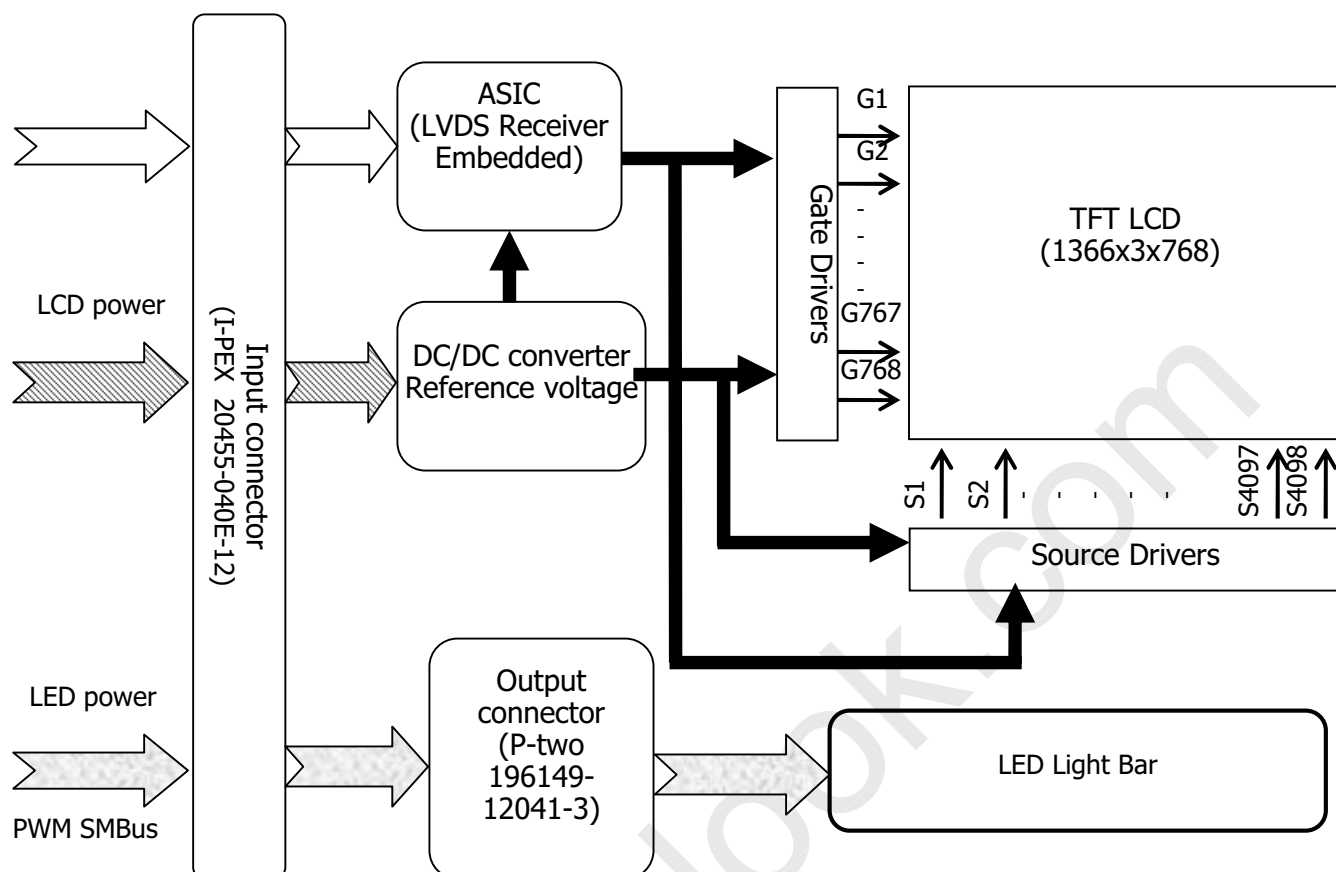 ASIC
(LVDS Receiver
Embedded)
LCD power
DC/DC converter
Reference voltage
Input connector
(I-PEX 20455-040E-12)
Gate Drivers
G1
G2
-
-
-
-
G767
G768
TFT LCD
(1366x3x768)
S1
S2
- - - - -
S4097
S4098
Source Drivers
LED power
PWM SMBus
Output
connector
(P-two
196149-
12041-3)
LED Light Bar
look.com